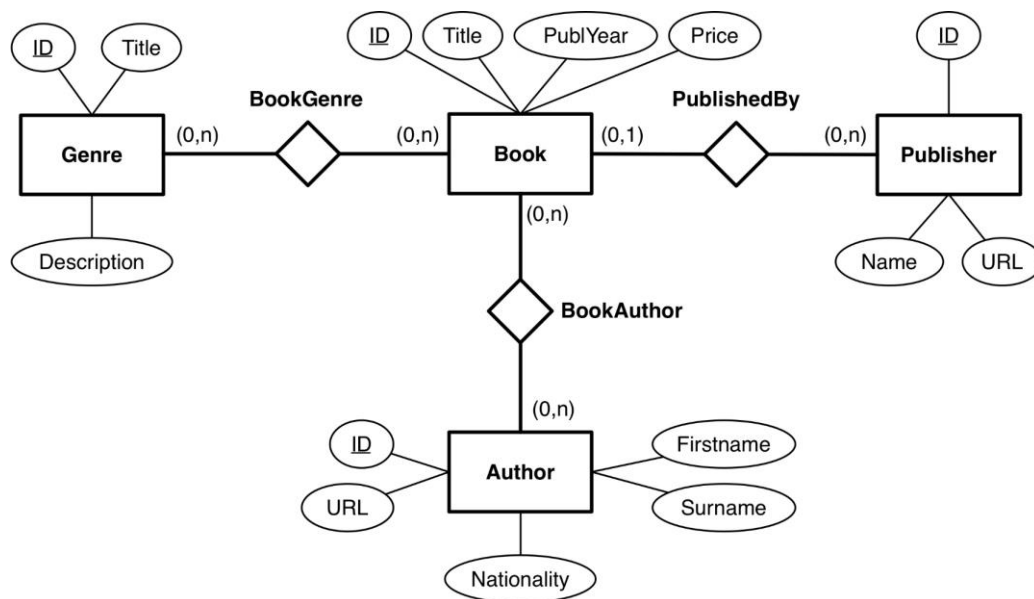 ID
Title
ID
Title
PublYear
Price
ID
BookGenre
PublishedBy
Genre
(0,n)
(0,n)
Book
(0,1)
(0,n)
Publisher
(0,n)
Description
Name
URL
BookAuthor
(0,n)
ID
URL
Author
Firstname
Surname
Nationality